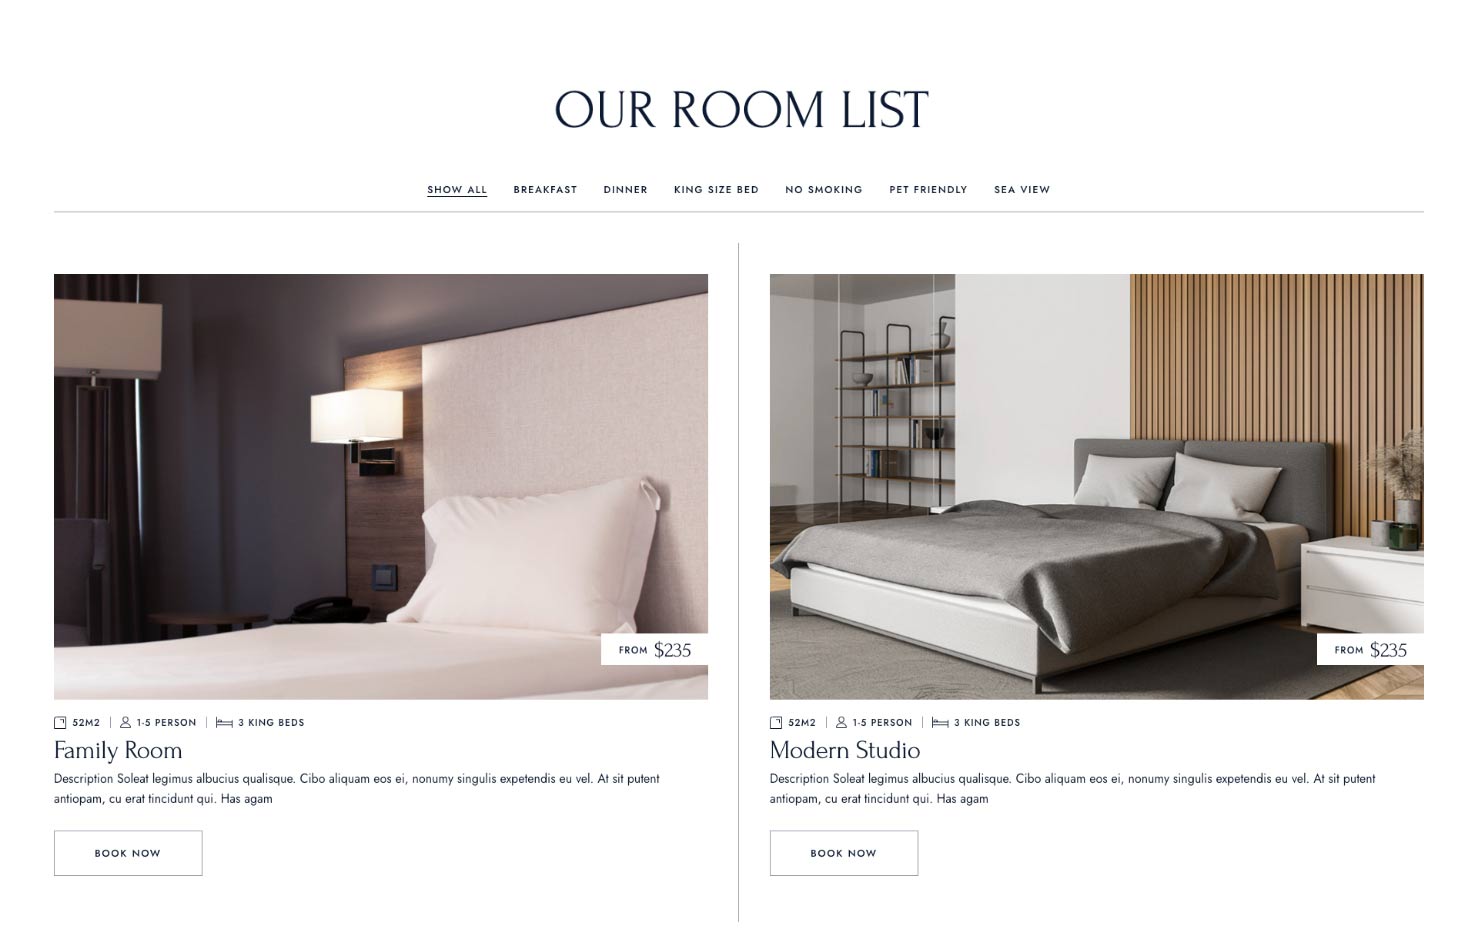 OUR ROOM LIST
SHOW ALL BREAKFAST DINNER KING SIZE BED NO SMOKING PET FRIENDLY SEA VIEW
FROM $235
52M2 1-5 PERSON 3 KING BEDS
Family Room
Description Soleat legimus albucius qualisque. Cibo aliquam eos ei, nonumy singulis expetendis eu vel. At sit putent
antiopam, cu erat tincidunt qui. Has agam
BOOK NOW
FROM $235
52M2 1-5 PERSON 3 KING BEDS
Modern Studio
Description Soleat legimus albucius qualisque. Cibo aliquam eos ei, nonumy singulis expetendis eu vel. At sit putent
antiopam, cu erat tincidunt qui. Has agam
BOOK NOW